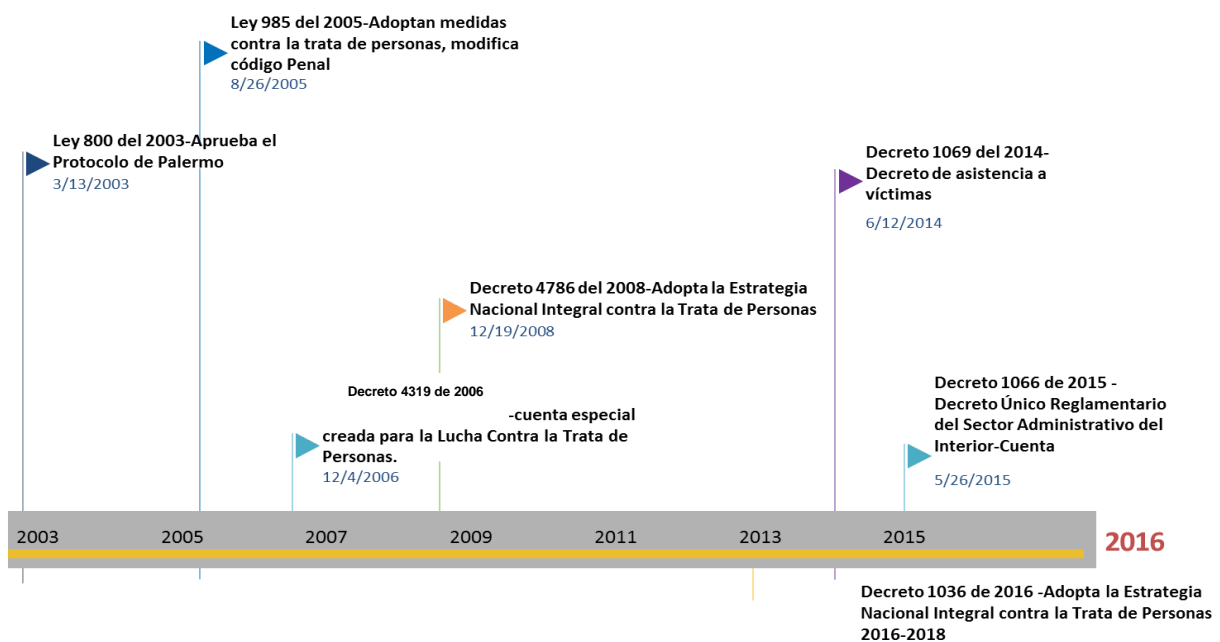 Ley 985 del 2005-Adoptan medidas
contra la trata de personas, modifica
código Penal
8/26/2005
Ley 800 del 2003-Aprueba el
Protocolo de Palermo
3/13/2003
Decreto 1069 del 2014-
Decreto de asistencia a
víctimas
6/12/2014
Decreto 4786 del 2008-Adopta la Estrategia
Nacional Integral contra la Trata de Personas
12/19/2008
Decreto 4319 de 2006
-cuenta especial
creada para la Lucha Contra la Trata de
Personas.
12/4/2006
Decreto 1066 de 2015 -
Decreto Único Reglamentario
del Sector Administrativo del
Interior-Cuenta
5/26/2015
2003 2005 2007 2009 2011 2013 2015 2016
Decreto 1036 de 2016 -Adopta la Estrategia
Nacional Integral contra la Trata de Personas
2016-2018